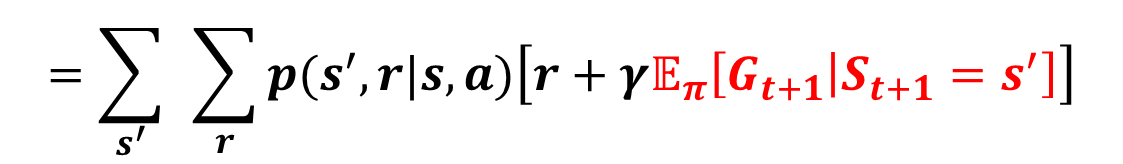 = ∑_{s′} ∑_{r} p(s′, r|s, a)[r + γ𝔼_π[G_{t+1}|S_{t+1} = s′]]